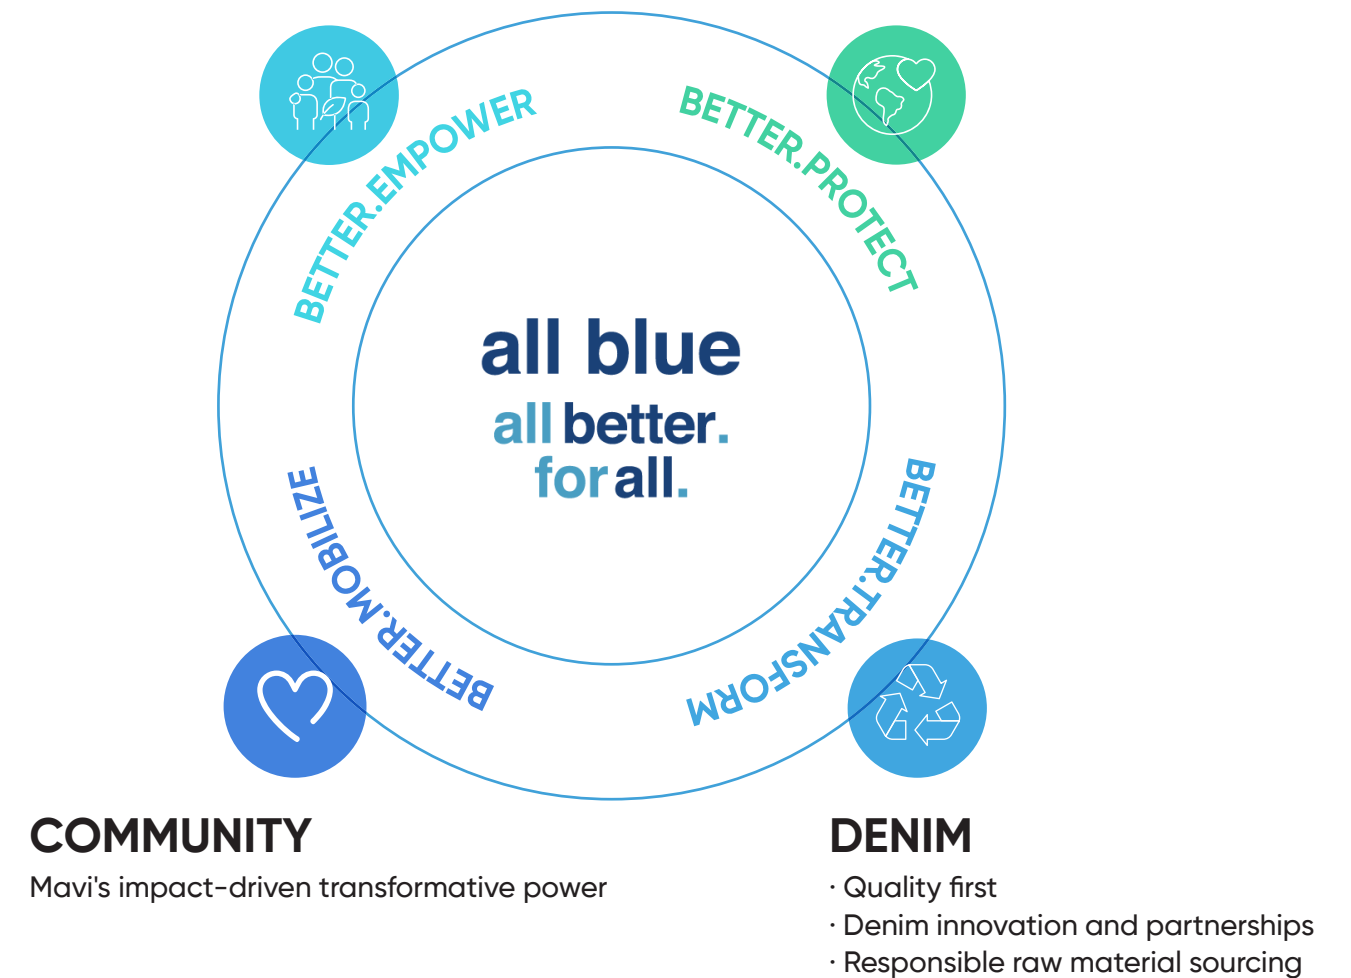 BETTER.EMPOWER
BETTER.PROTECT
all blue
all better.
for all.
BETTER.MOBILIZE
BETTER.TRANSFORM
COMMUNITY
Mavi's impact-driven transformative power
DENIM
· Quality first
· Denim innovation and partnerships
· Responsible raw material sourcing